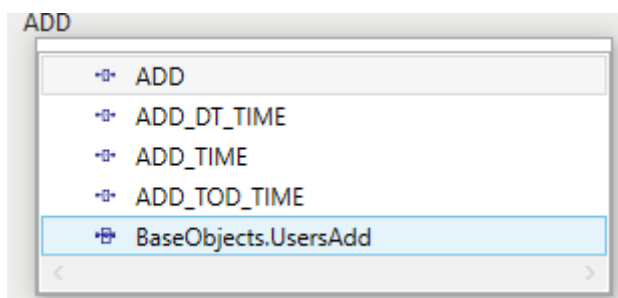 ADD
ADD
ADD_DT_TIME
ADD_TIME
ADD_TOD_TIME
BaseObjects.UsersAdd